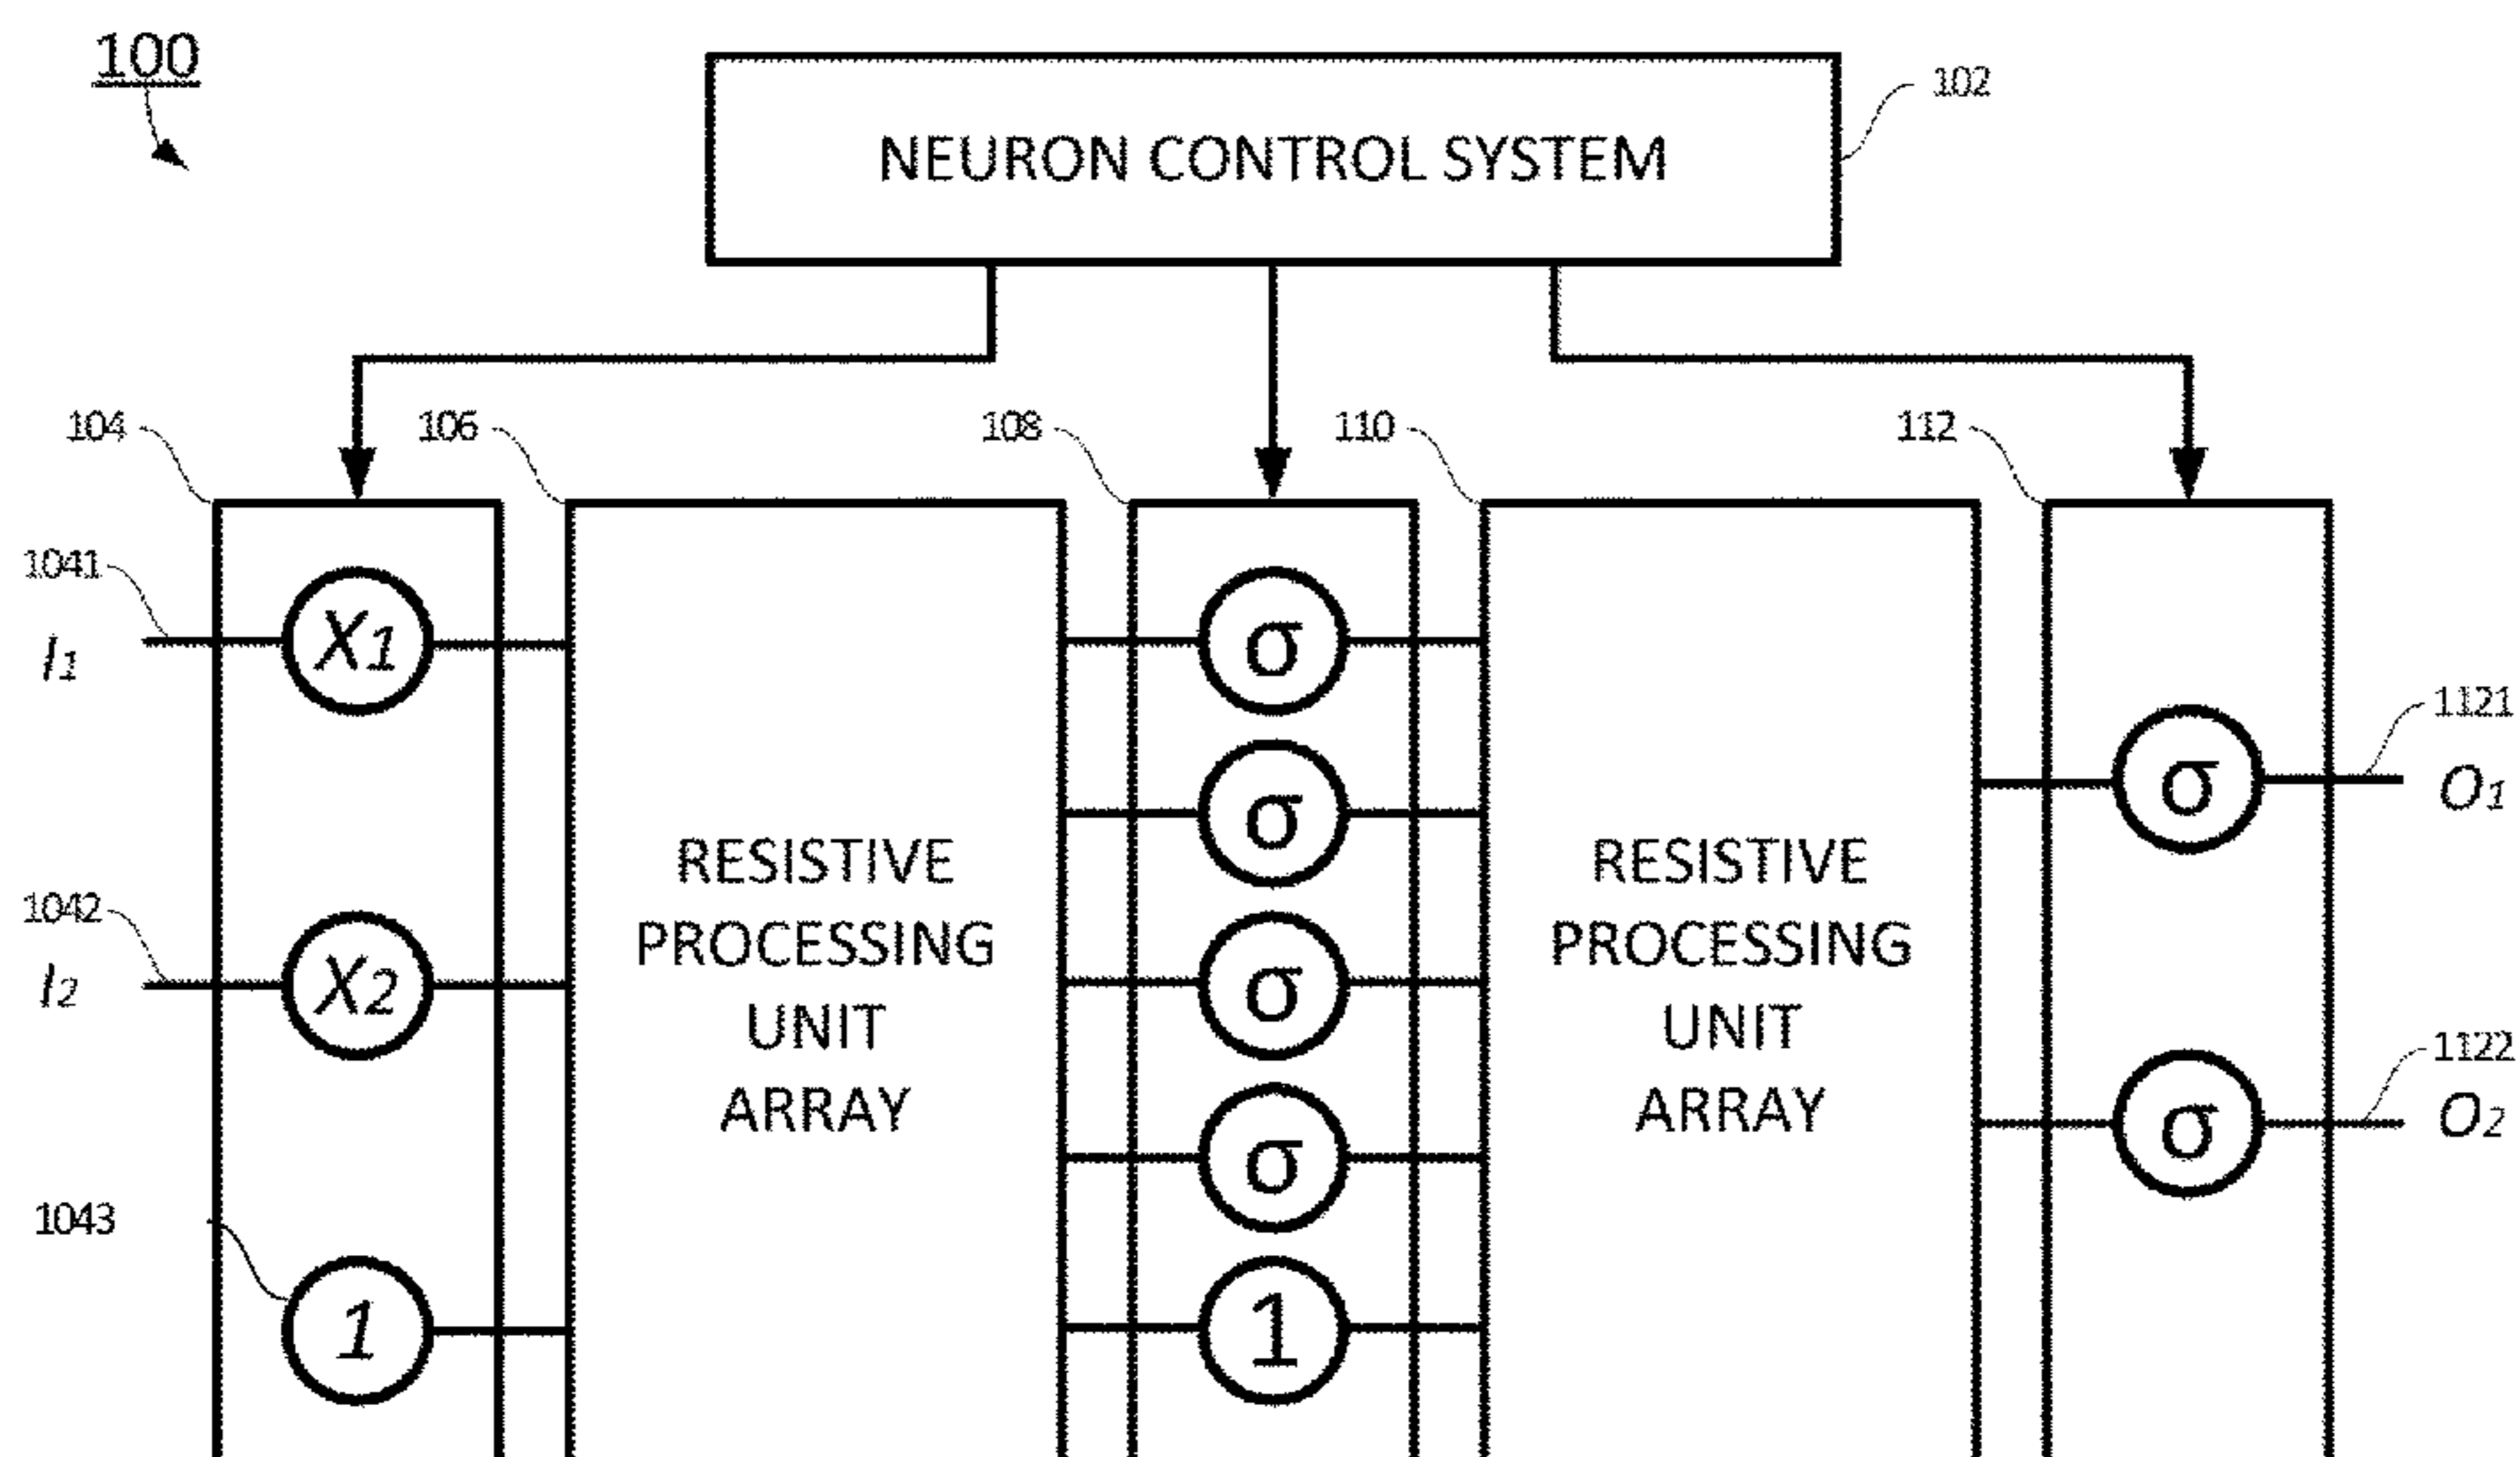 100
102
NEURON CONTROL SYSTEM
104
106
108
110
112
1041
I1
X1
σ
1121
O1
σ
σ
1042
I2
X2
σ
RESISTIVE
PROCESSING
UNIT
ARRAY
RESISTIVE
PROCESSING
UNIT
ARRAY
1122
O2
σ
σ
1043
1
1